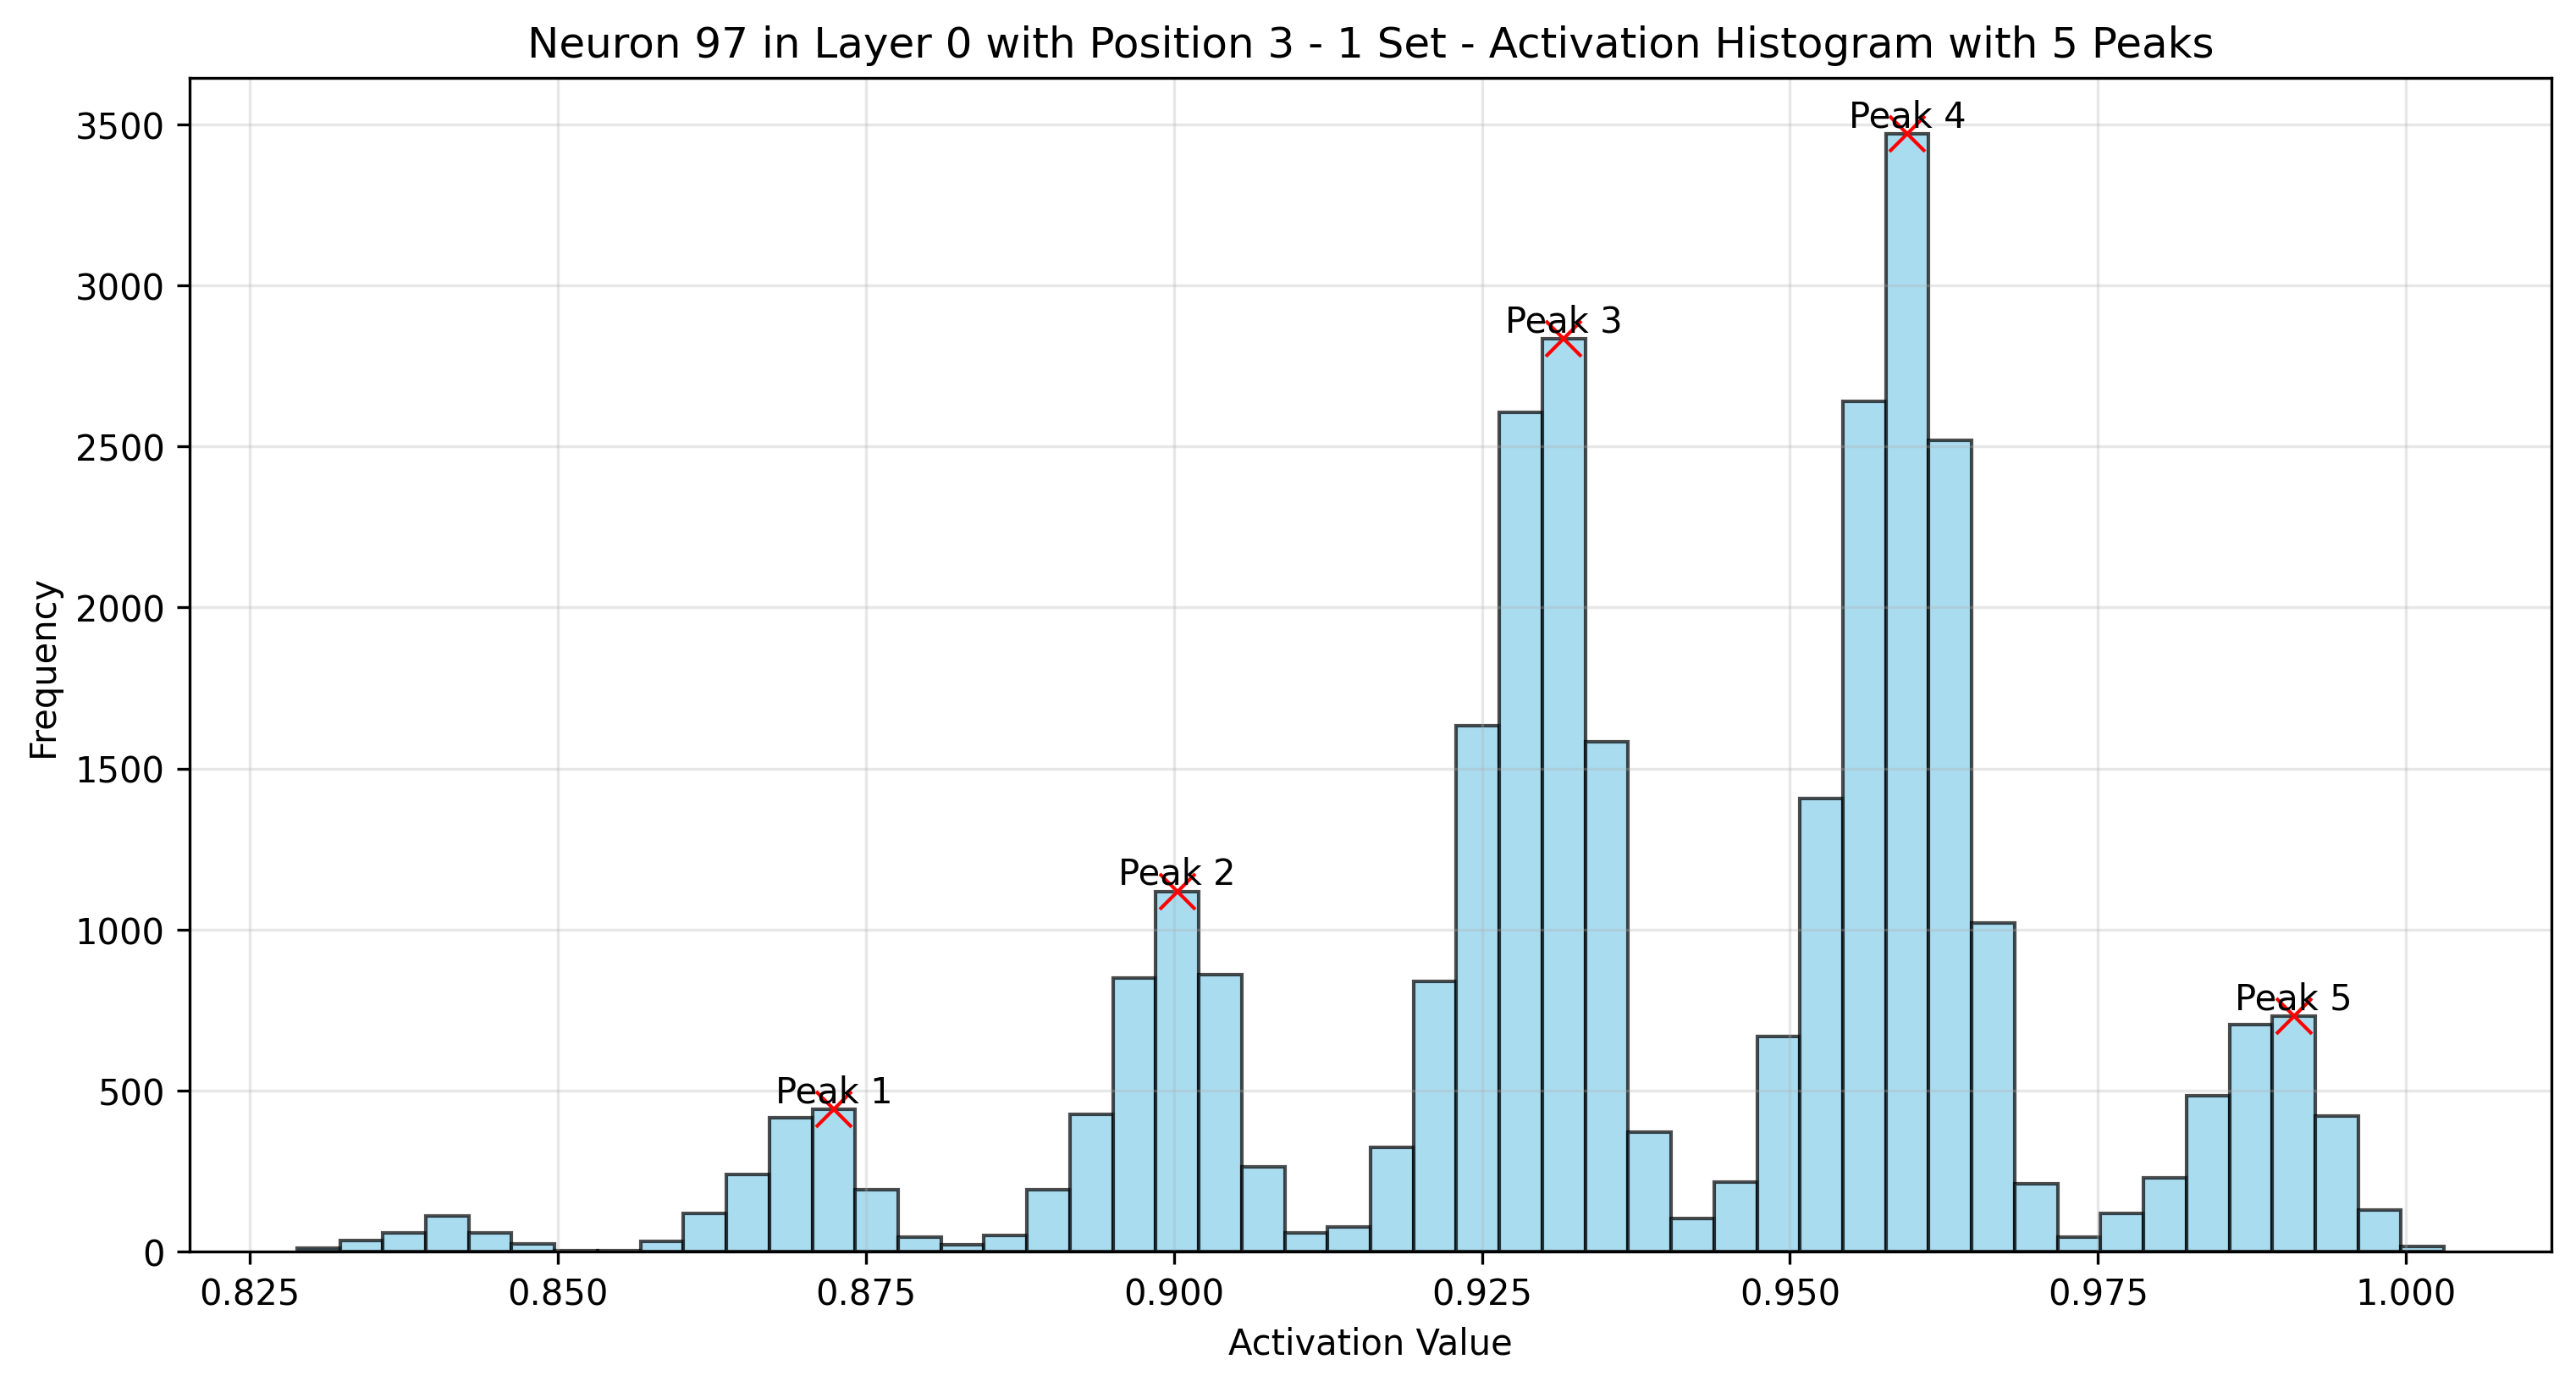 Neuron 97 in Layer 0 with Position 3 - 1 Set - Activation Histogram with 5 Peaks
3500
3000
2500
2000
1500
1000
500
0
Frequency
Peak 1
Peak 2
Peak 3
Peak 4
Peak 5
0.825 0.850 0.875 0.900 0.925 0.950 0.975 1.000
Activation Value